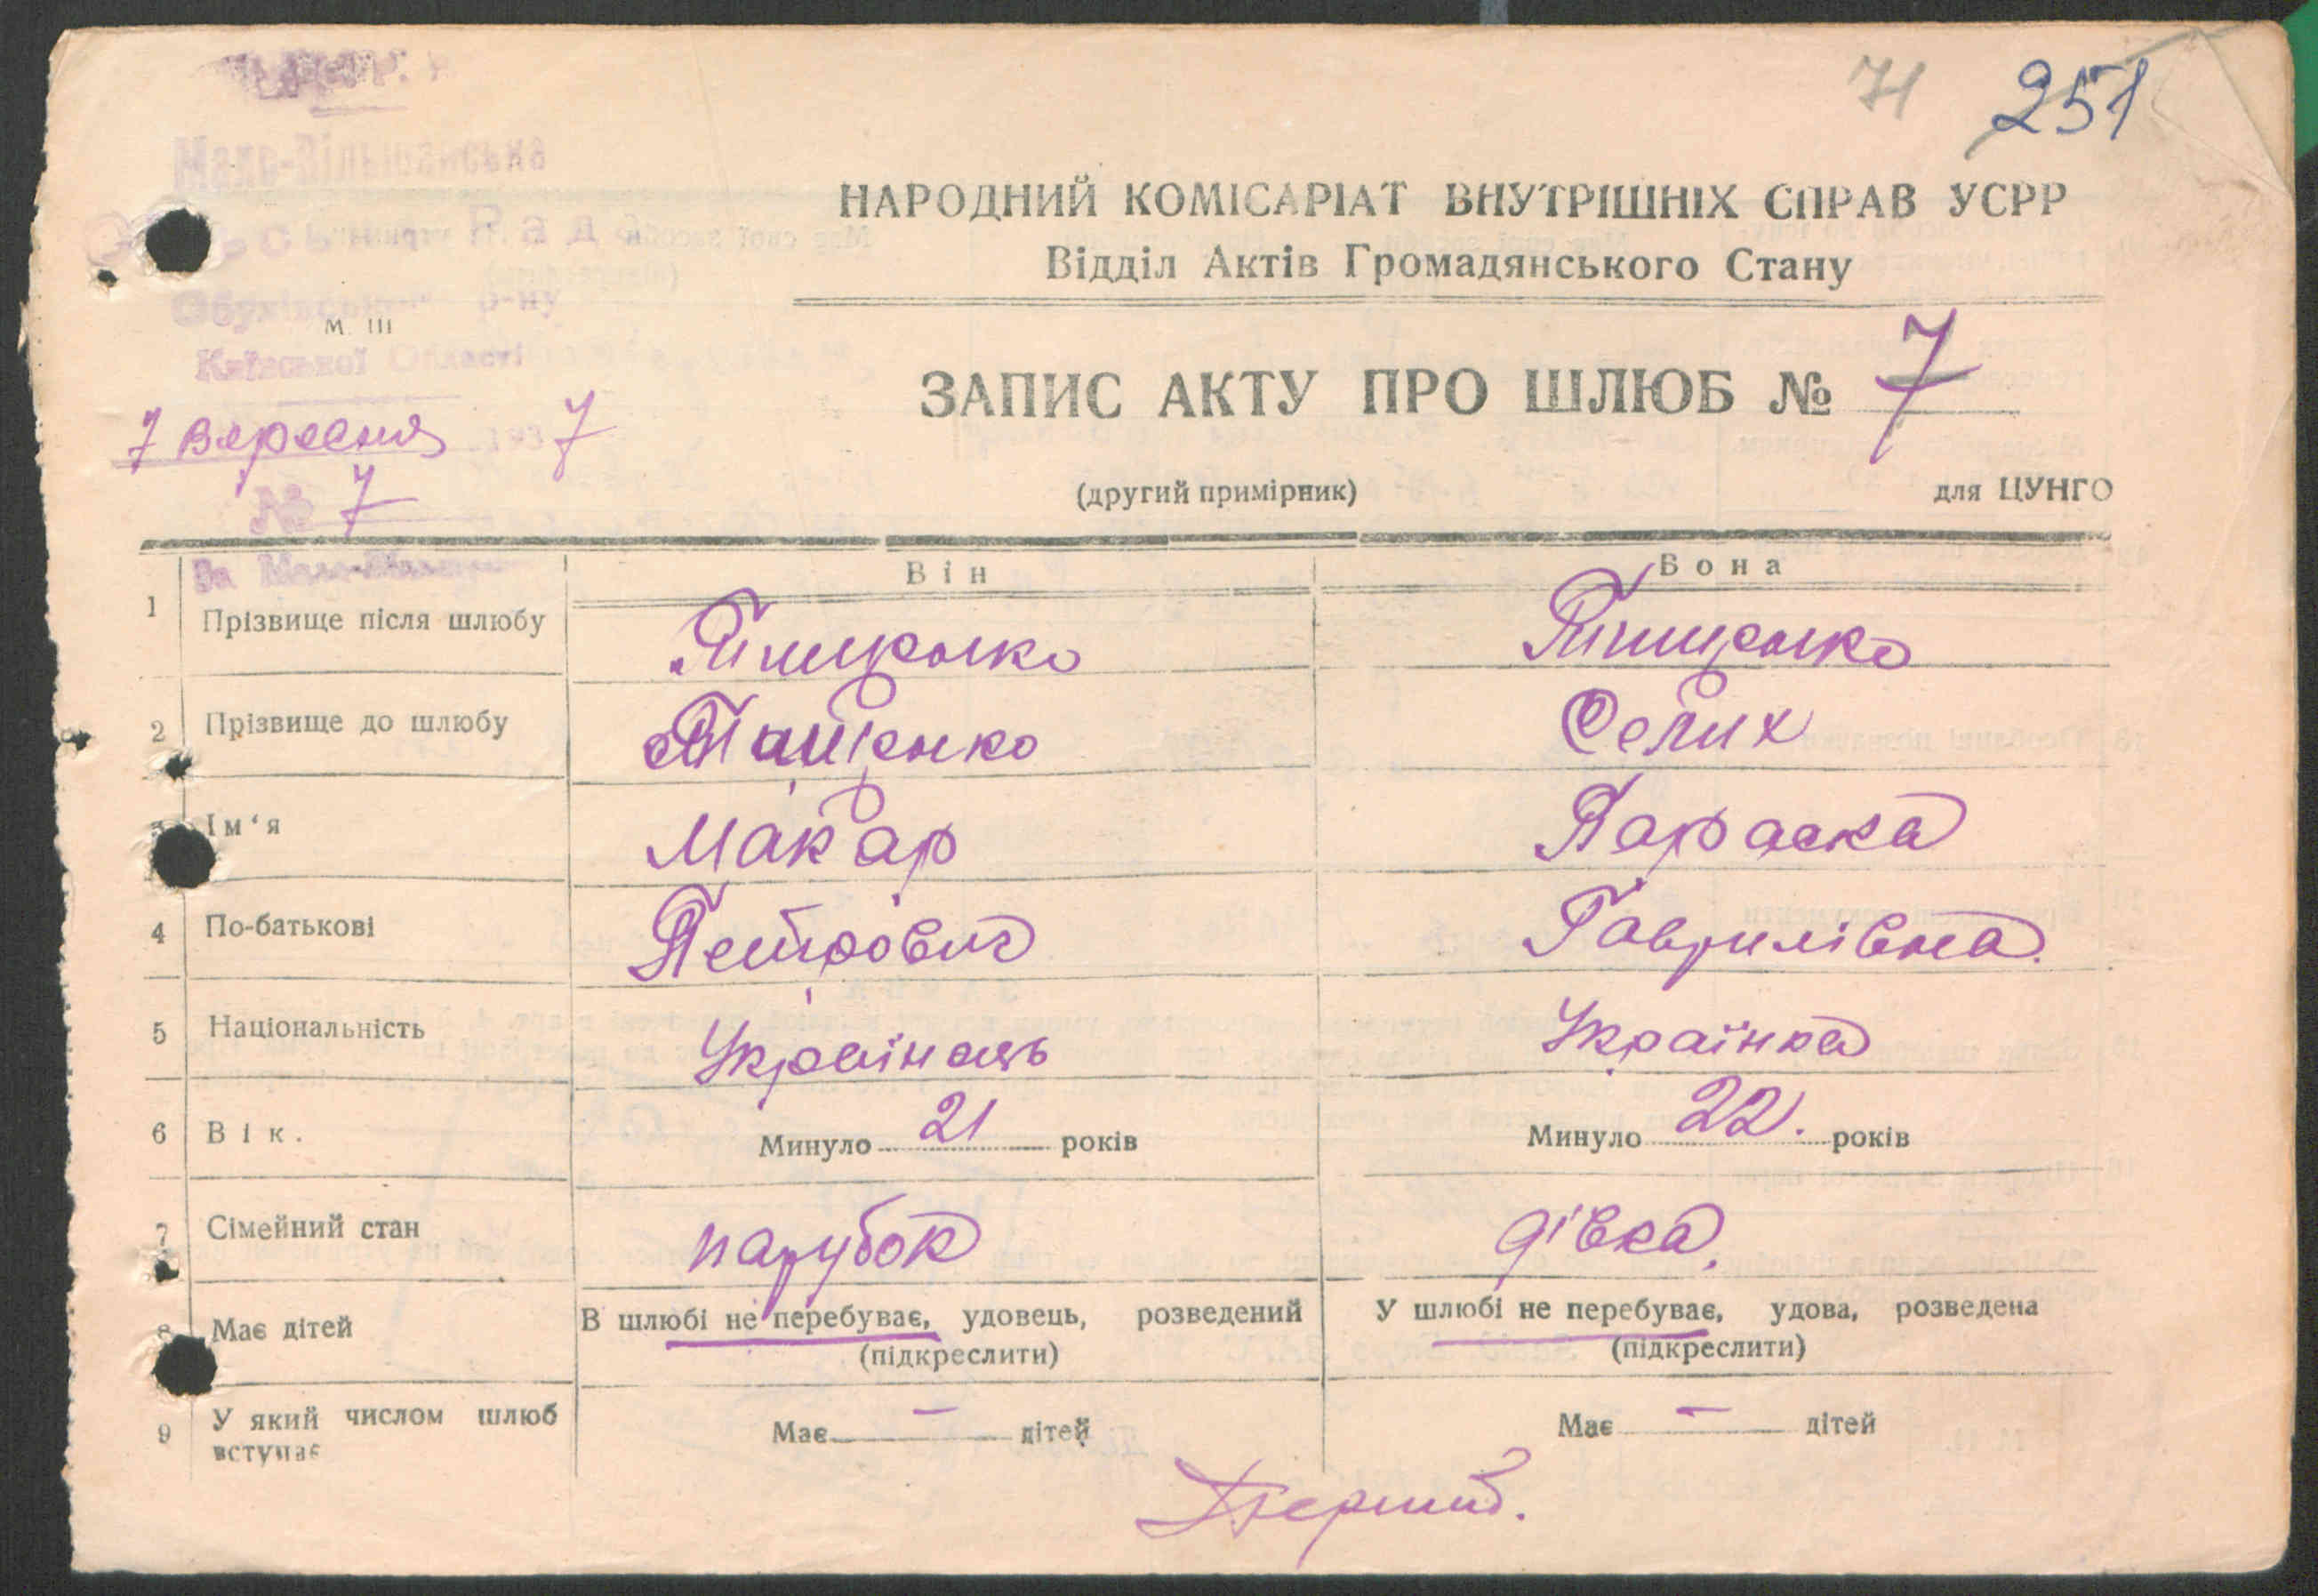 71 251
Мало-Вільшанська
НАРОДНИЙ КОМІСАРІАТ ВНУТРІШНІХ СПРАВ УСРР
Відділ Актів Громадянського Стану
Обухівського р-ну
М. Ш
Київської Області
ЗАПИС АКТУ ПРО ШЛЮБ № 7
7 вересня 1937
№ 7
(другий примірник) для ЦУНГО
Він Вона
1 Прізвище після шлюбу
2 Прізвище до шлюбу Селих
3 Ім'я Макар Параска
4 По-батькові Петрович Гаврилівна
5 Національність Українець Українка
6 Вік. Минуло 21 років Минуло 22. років
7 Сімейний стан парубок дівка
8 Має дітей В шлюбі не перебуває, удовець, розведений У шлюбі не перебуває, удова, розведена
(підкреслити) (підкреслити)
9 У який числом шлюб вступає Має — дітей Має — дітей
Перший.